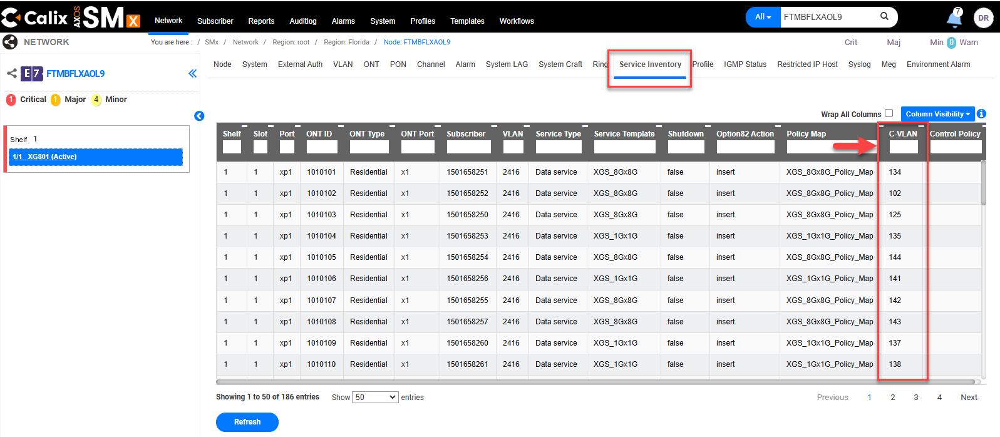 Calix AXOS SMx Network Subscriber Reports Auditlog Alarms System Profiles Templates Workflows All FTMBFLXAOL9 7 DR
NETWORK You are here : / SMx / Network / Region: root / Region: Florida / Node: FTMBFLXAOL9 Crit Maj Min 0 Warn
E7 FTMBFLXAOL9
Node System External Auth VLAN ONT PON Channel Alarm System LAG System Craft Ring Service Inventory Profile IGMP Status Restricted IP Host Syslog Meg Environment Alarm
1 Critical 1 Major 4 Minor
Wrap All Columns Column Visibility
Shelf 1
1/1 XG801 (Active)
Shelf Slot Port ONT ID ONT Type ONT Port Subscriber VLAN Service Type Service Template Shutdown Option82 Action Policy Map C-VLAN Control Policy
1 1 xp1 1010101 Residential x1 1501658251 2416 Data service XGS_8Gx8G false insert XGS_8Gx8G_Policy_Map 134
1 1 xp1 1010102 Residential x1 1501658252 2416 Data service XGS_8Gx8G false insert XGS_8Gx8G_Policy_Map 102
1 1 xp1 1010103 Residential x1 1501658250 2416 Data service XGS_8Gx8G false insert XGS_8Gx8G_Policy_Map 125
1 1 xp1 1010104 Residential x1 1501658253 2416 Data service XGS_1Gx1G false insert XGS_1Gx1G_Policy_Map 135
1 1 xp1 1010105 Residential x1 1501658254 2416 Data service XGS_8Gx8G false insert XGS_8Gx8G_Policy_Map 144
1 1 xp1 1010106 Residential x1 1501658256 2416 Data service XGS_1Gx1G false insert XGS_1Gx1G_Policy_Map 141
1 1 xp1 1010107 Residential x1 1501658255 2416 Data service XGS_8Gx8G false insert XGS_8Gx8G_Policy_Map 142
1 1 xp1 1010108 Residential x1 1501658257 2416 Data service XGS_8Gx8G false insert XGS_8Gx8G_Policy_Map 143
1 1 xp1 1010109 Residential x1 1501658260 2416 Data service XGS_1Gx1G false insert XGS_1Gx1G_Policy_Map 137
1 1 xp1 1010110 Residential x1 1501658261 2416 Data service XGS_1Gx1G false insert XGS_1Gx1G_Policy_Map 138
Showing 1 to 50 of 186 entries Show 50 entries Previous 1 2 3 4 Next
Refresh